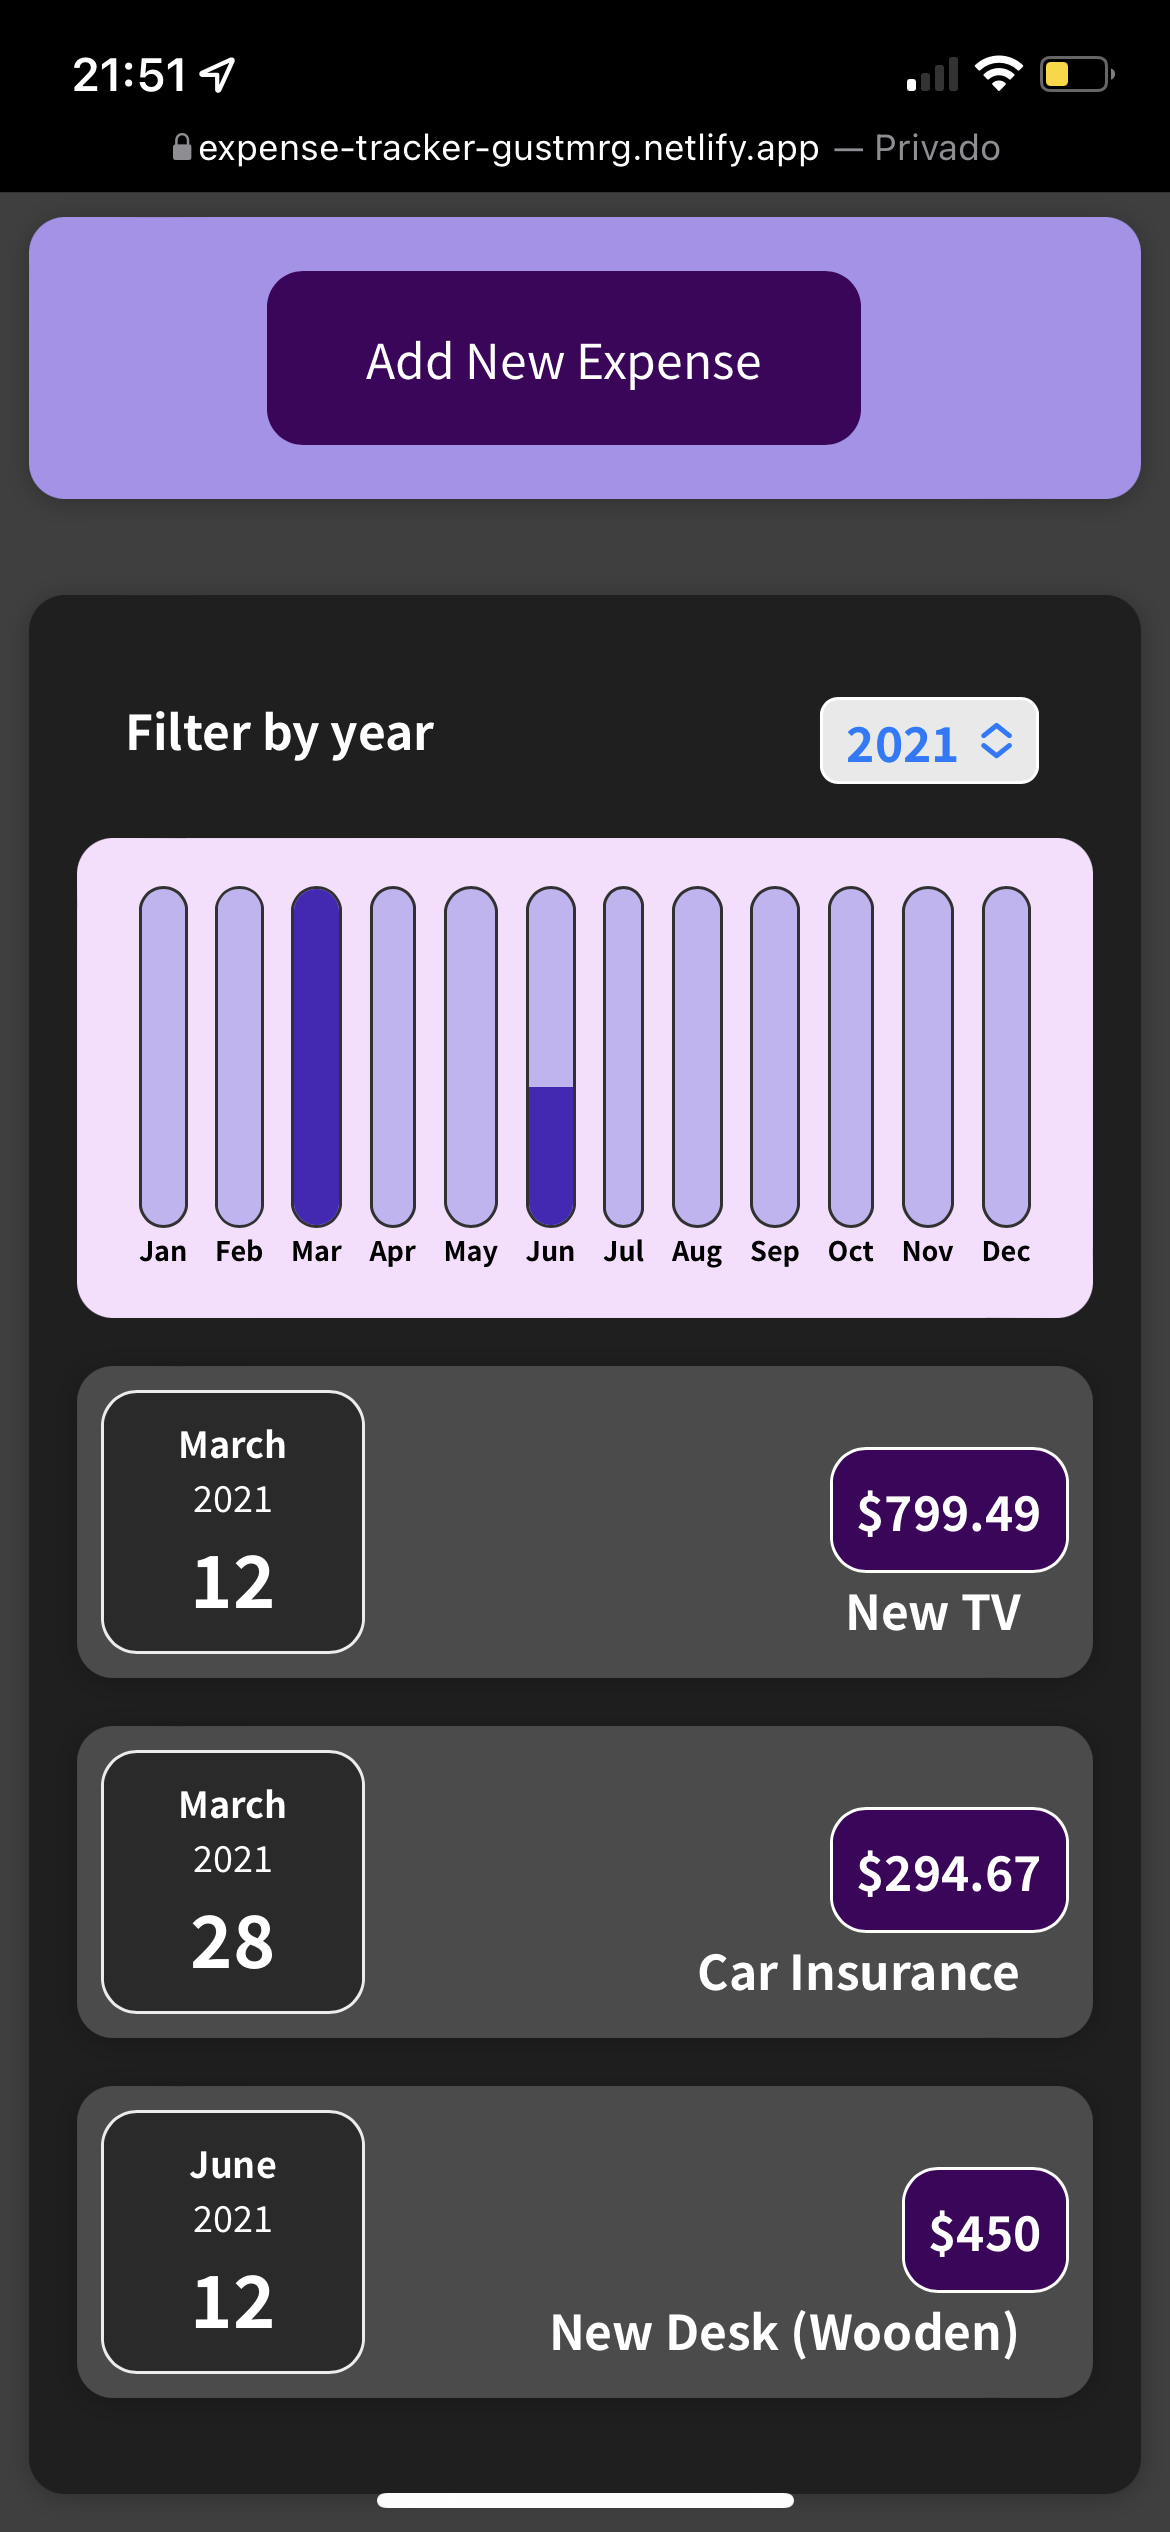 21:51
expense-tracker-gustmrg.netlify.app — Privado
Add New Expense
Filter by year
2021
Jan Feb Mar Apr May Jun Jul Aug Sep Oct Nov Dec
March
2021
12
$799.49
New TV
March
2021
28
$294.67
Car Insurance
June
2021
12
$450
New Desk (Wooden)